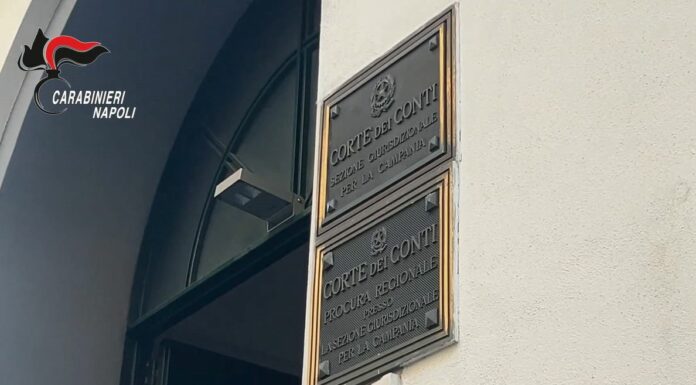 CARABINIERI
NAPOLI
CORTE DEI CONTI
SEZIONE GIURISDIZIONALE
PER LA CAMPANIA
CORTE DEI CONTI
PROCURA REGIONALE
PRESSO
LA SEZIONE GIURISDIZIONALE
PER LA CAMPANIA